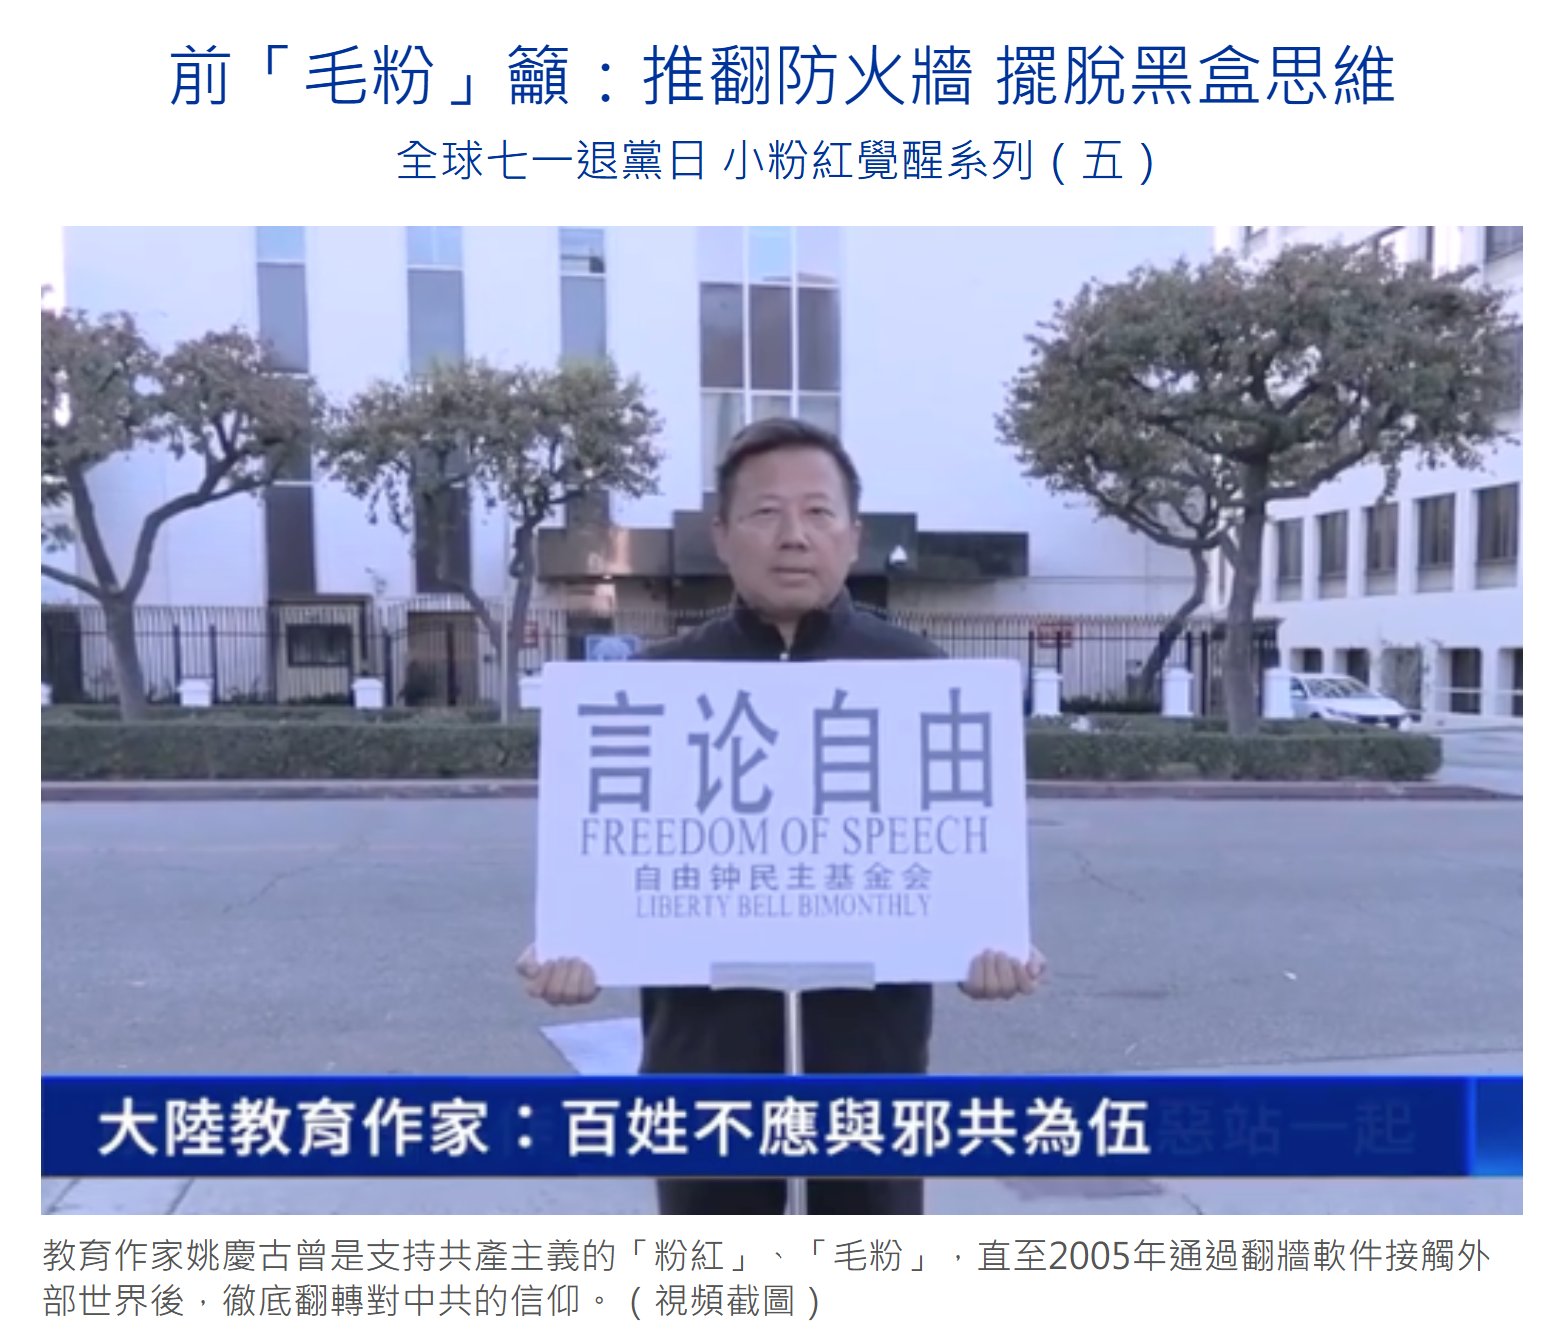 前「毛粉」籲：推翻防火牆 擺脫黑盒思維
全球七一退黨日 小粉紅覺醒系列（五）
言论自由
FREEDOM OF SPEECH
自由钟民主基金会
LIBERTY BELL BIMONTHLY
大陸教育作家：百姓不應與邪共為伍
惡站一起
教育作家姚慶古曾是支持共產主義的「粉紅」、「毛粉」，直至2005年通過翻牆軟件接觸外
部世界後，徹底翻轉對中共的信仰。（視頻截圖）